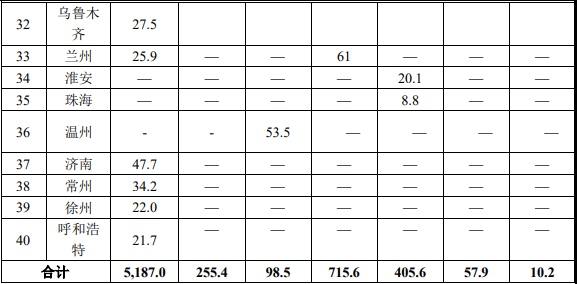 32 乌鲁木齐 27.5
33 兰州 25.9 — — 61 — — —
34 淮安 — — — — 20.1 — —
35 珠海 — — — — 8.8 — —
36 温州 - - 53.5 — — — —
37 济南 47.7 — — — — — —
38 常州 34.2 — — — — — —
39 徐州 22.0 — — — — — —
40 呼和浩特 21.7 — — — — — —
合计 5,187.0 255.4 98.5 715.6 405.6 57.9 10.2